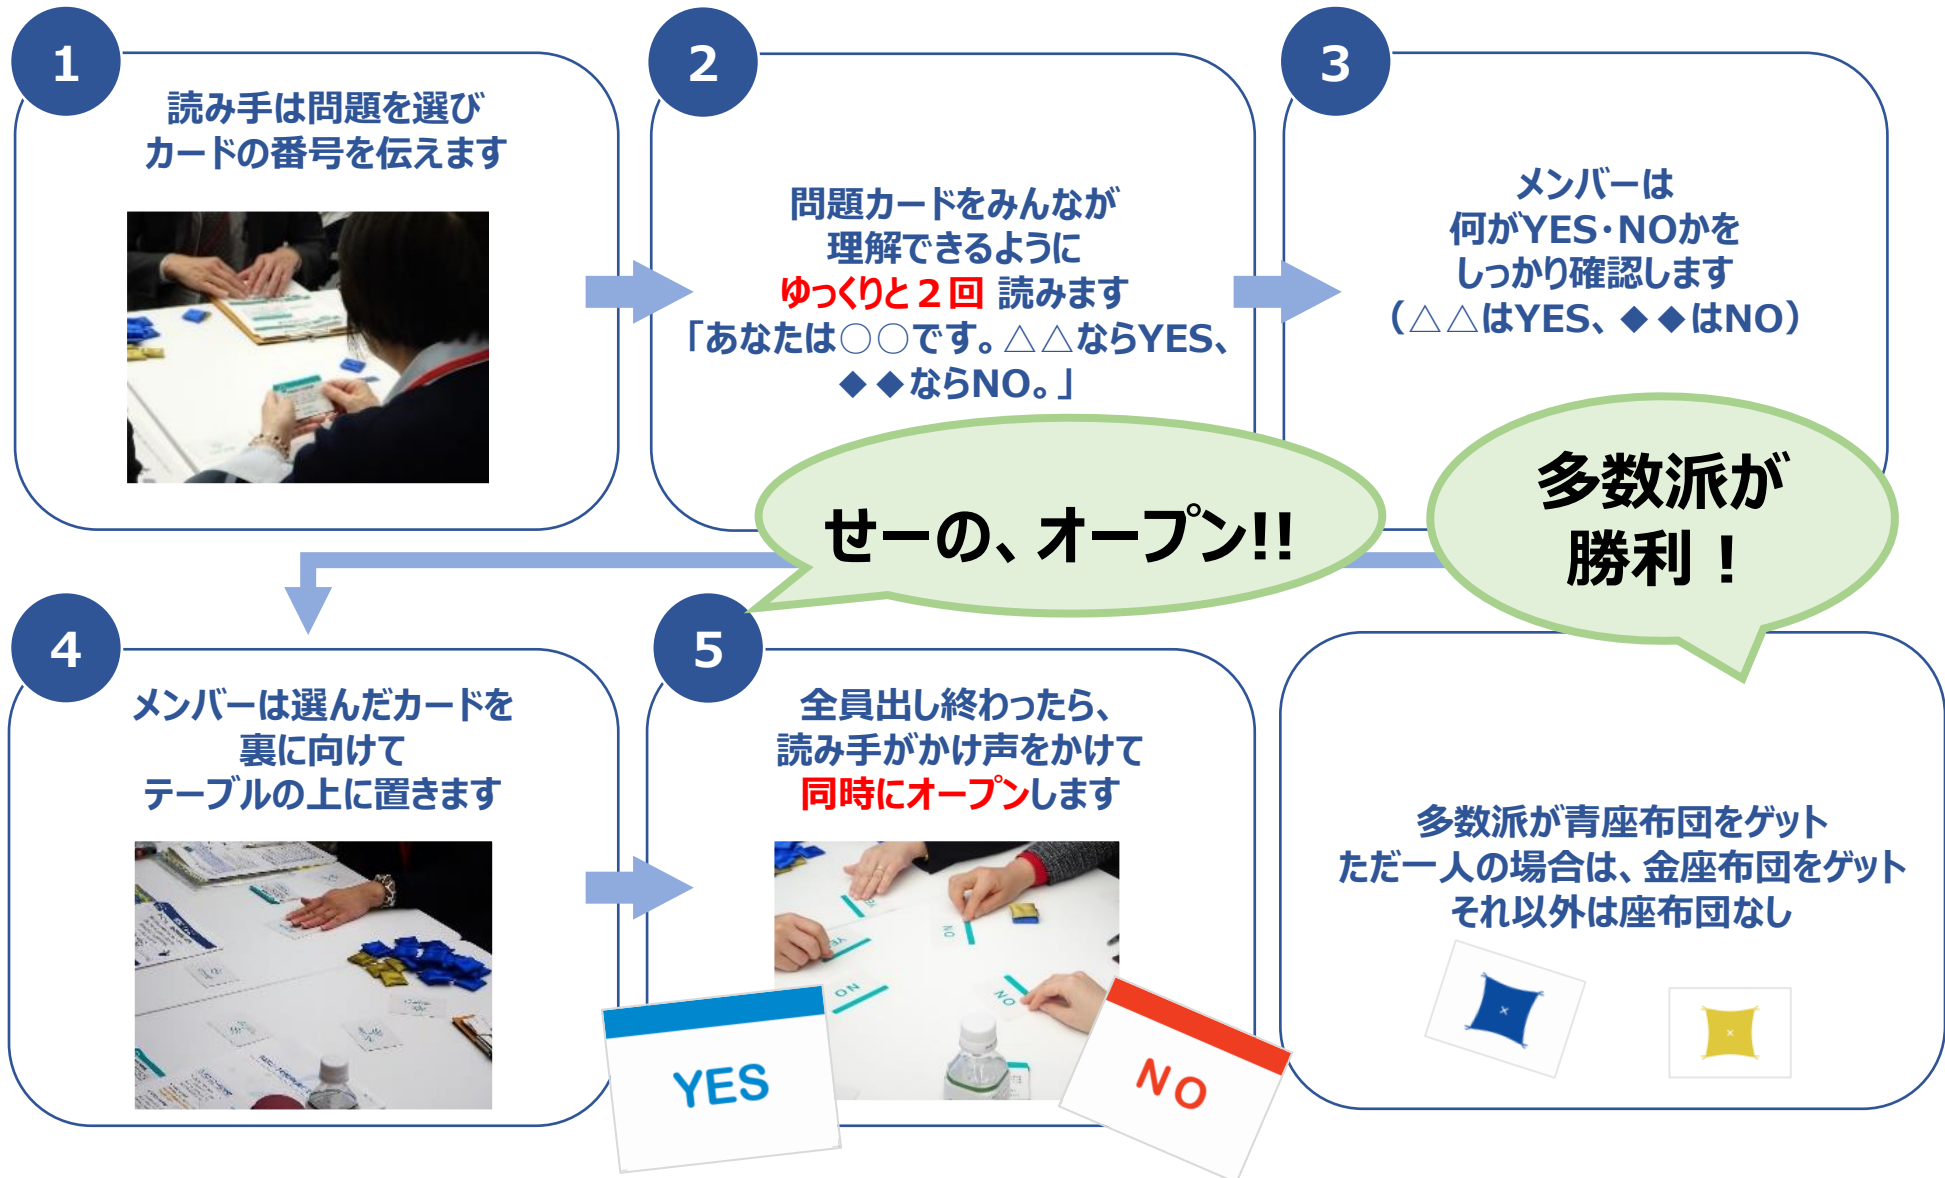 1
読み手は問題を選び
カードの番号を伝えます
2
問題カードをみんなが
理解できるように
ゆっくりと２回 読みます
「あなたは○○です。△△ならYES、
◆◆ならNO。」
3
メンバーは
何がYES・NOかを
しっかり確認します
（△△はYES、◆◆はNO）
せーの、オープン!!
多数派が
勝利！
4
メンバーは選んだカードを
裏に向けて
テーブルの上に置きます
5
全員出し終わったら、
読み手がかけ声をかけて
同時にオープンします
YES
YES
NO
NO
NO
YES
NO
多数派が青座布団をゲット
ただ一人の場合は、金座布団をゲット
それ以外は座布団なし